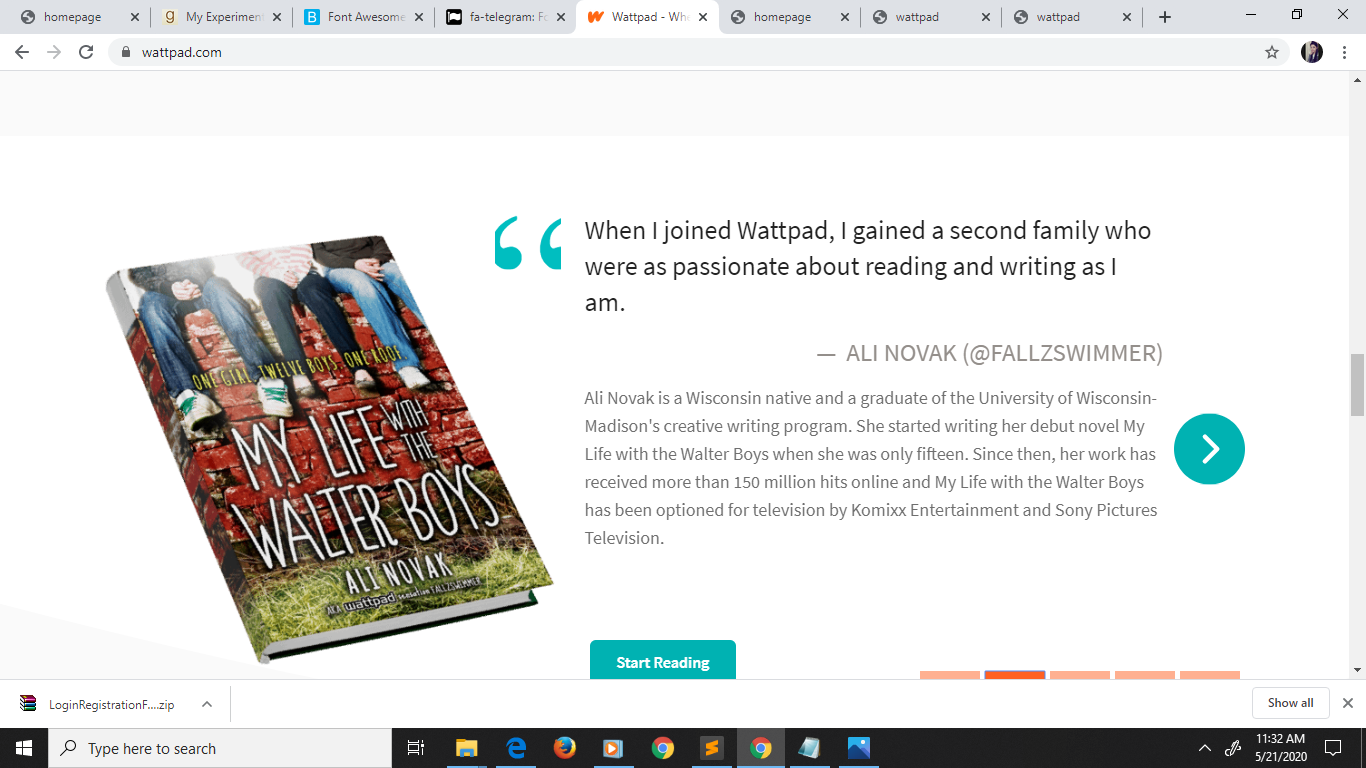 homepage
My Experiment
Font Awesome
fa-telegram: Fo
Wattpad - Whe
homepage
wattpad
wattpad
wattpad.com
When I joined Wattpad, I gained a second family who
were as passionate about reading and writing as I
am.
— ALI NOVAK (@FALLZSWIMMER)
Ali Novak is a Wisconsin native and a graduate of the University of Wisconsin-
Madison's creative writing program. She started writing her debut novel My
Life with the Walter Boys when she was only fifteen. Since then, her work has
received more than 150 million hits online and My Life with the Walter Boys
has been optioned for television by Komixx Entertainment and Sony Pictures
Television.
ONE GIRL, TWELVE BOYS, ONE ROOF
MY LIFE WITH
THE
WALTER BOYS
ALI NOVAK
AKA wattpad sensation FALLZSWIMMER
Start Reading
LoginRegistrationF....zip
Show all
Type here to search
11:32 AM
5/21/2020